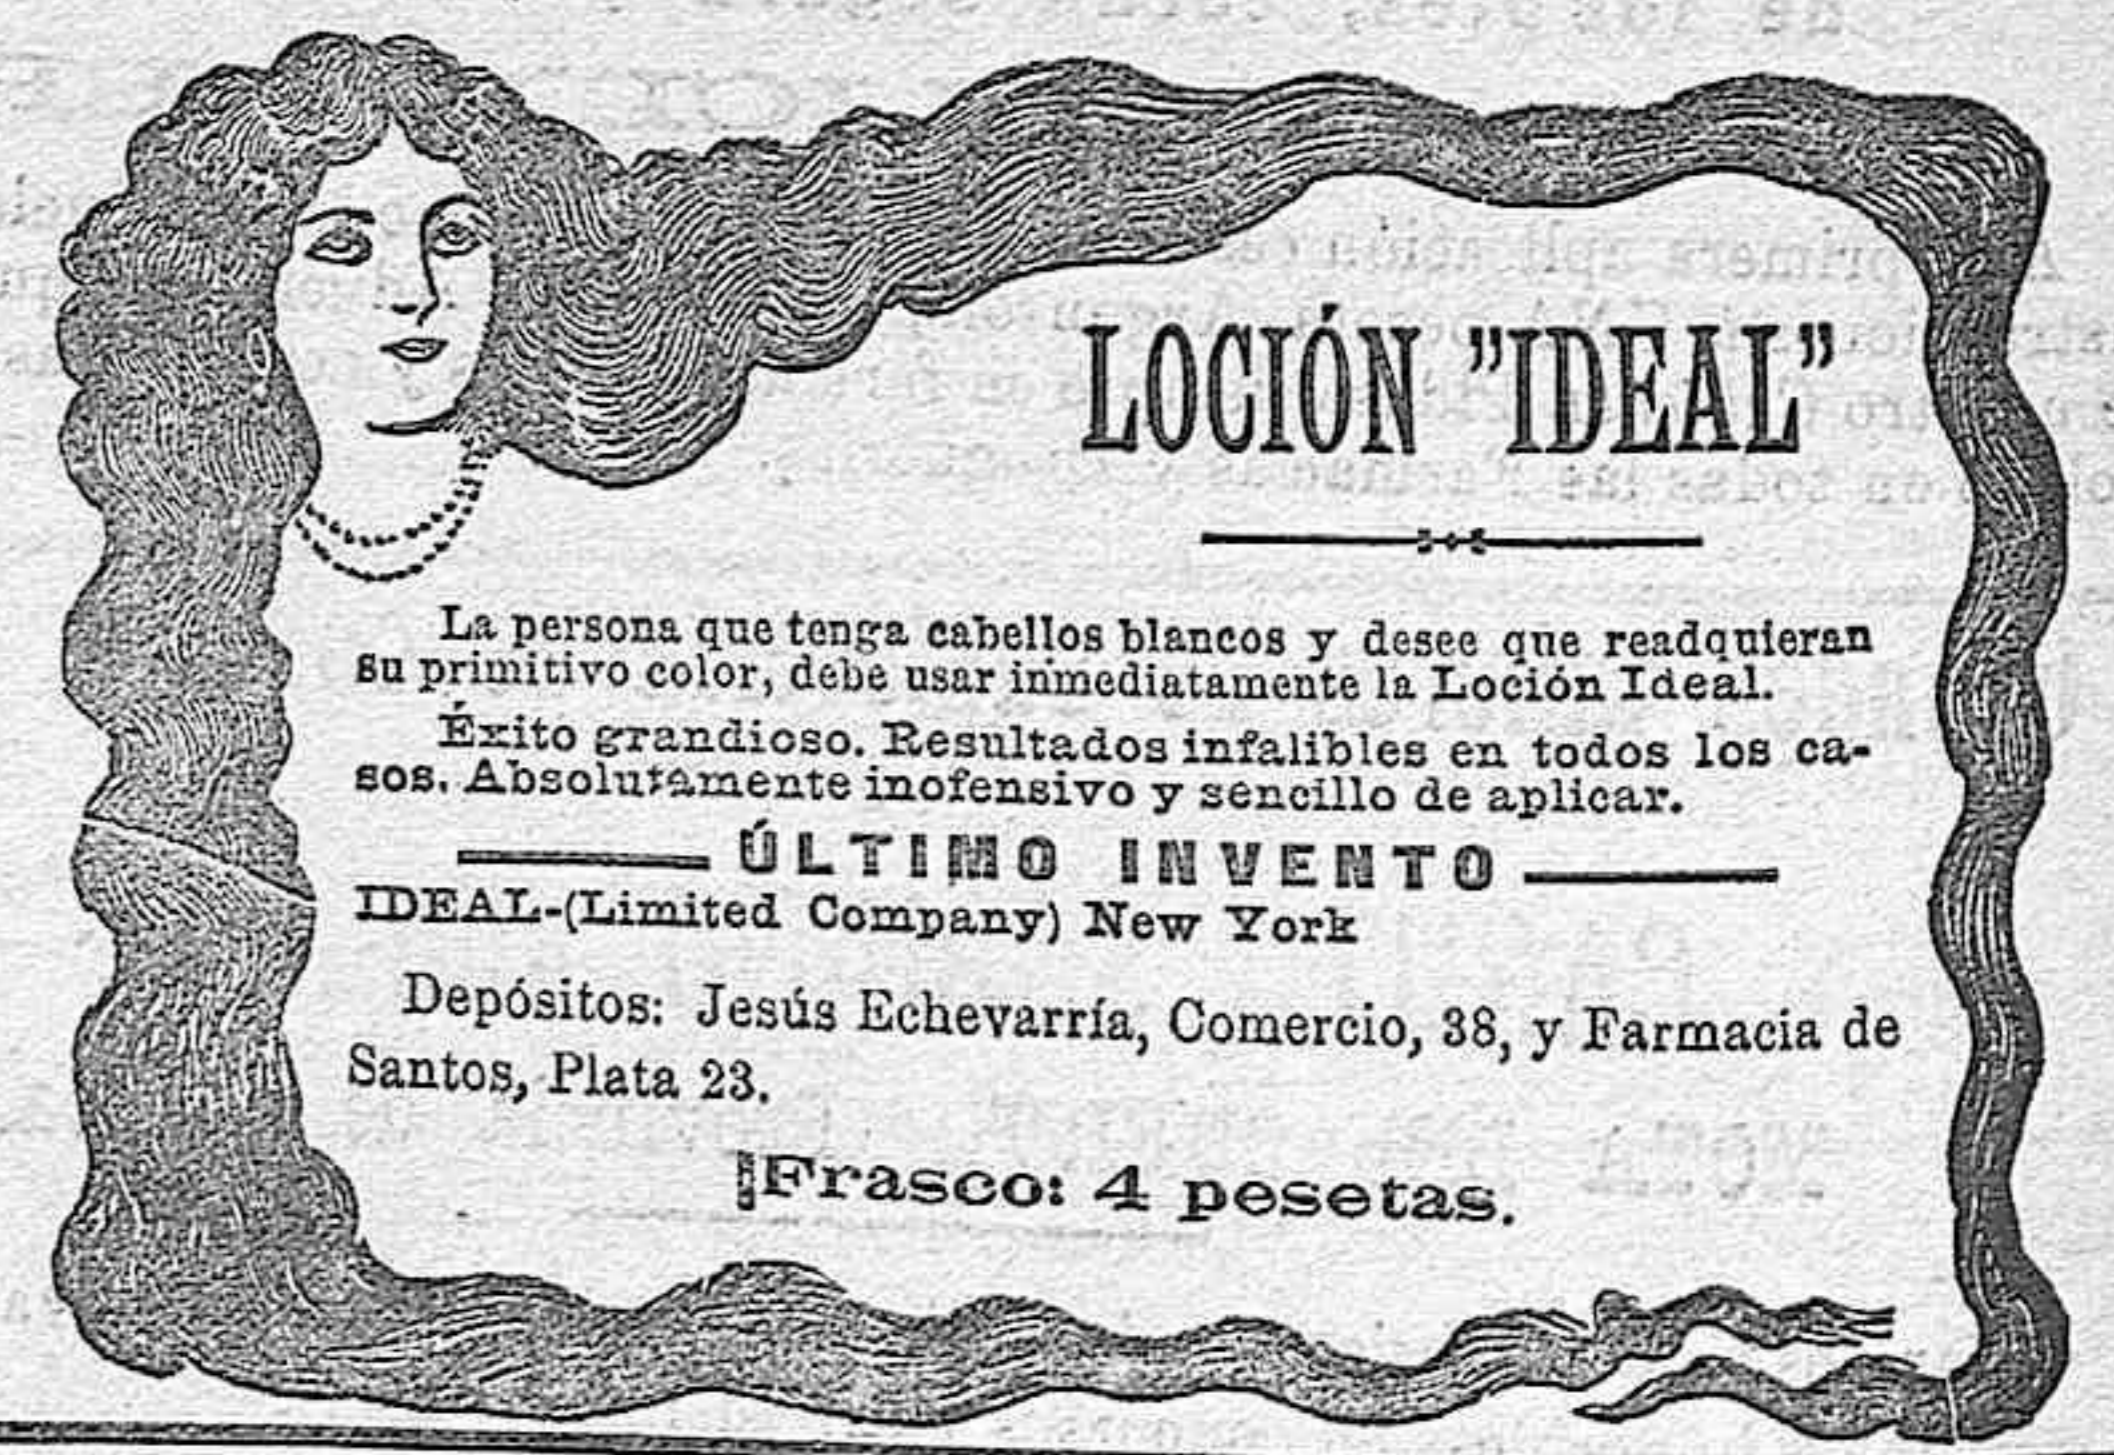 LOCIÓN "IDEAL"
La persona que tenga cabellos blancos y desee que readquieran
su primitivo color, debe usar inmediatamente la Loción Ideal.
Éxito grandioso. Resultados infalibles en todos los ca-
sos. Absolutamente inofensivo y sencillo de aplicar.
ÚLTIMO INVENTO
IDEAL-(Limited Company) New York
Depósitos: Jesús Echevarría, Comercio, 38, y Farmacia de
Santos, Plata 23.
Frasco: 4 pesetas.